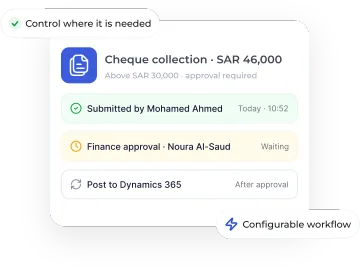 Control where it is needed
Cheque collection · SAR 46,000
Above SAR 30,000 · approval required
Submitted by Mohamed Ahmed Today · 10:52
Finance approval · Noura Al-Saud Waiting
Post to Dynamics 365 After approval
Configurable workflow